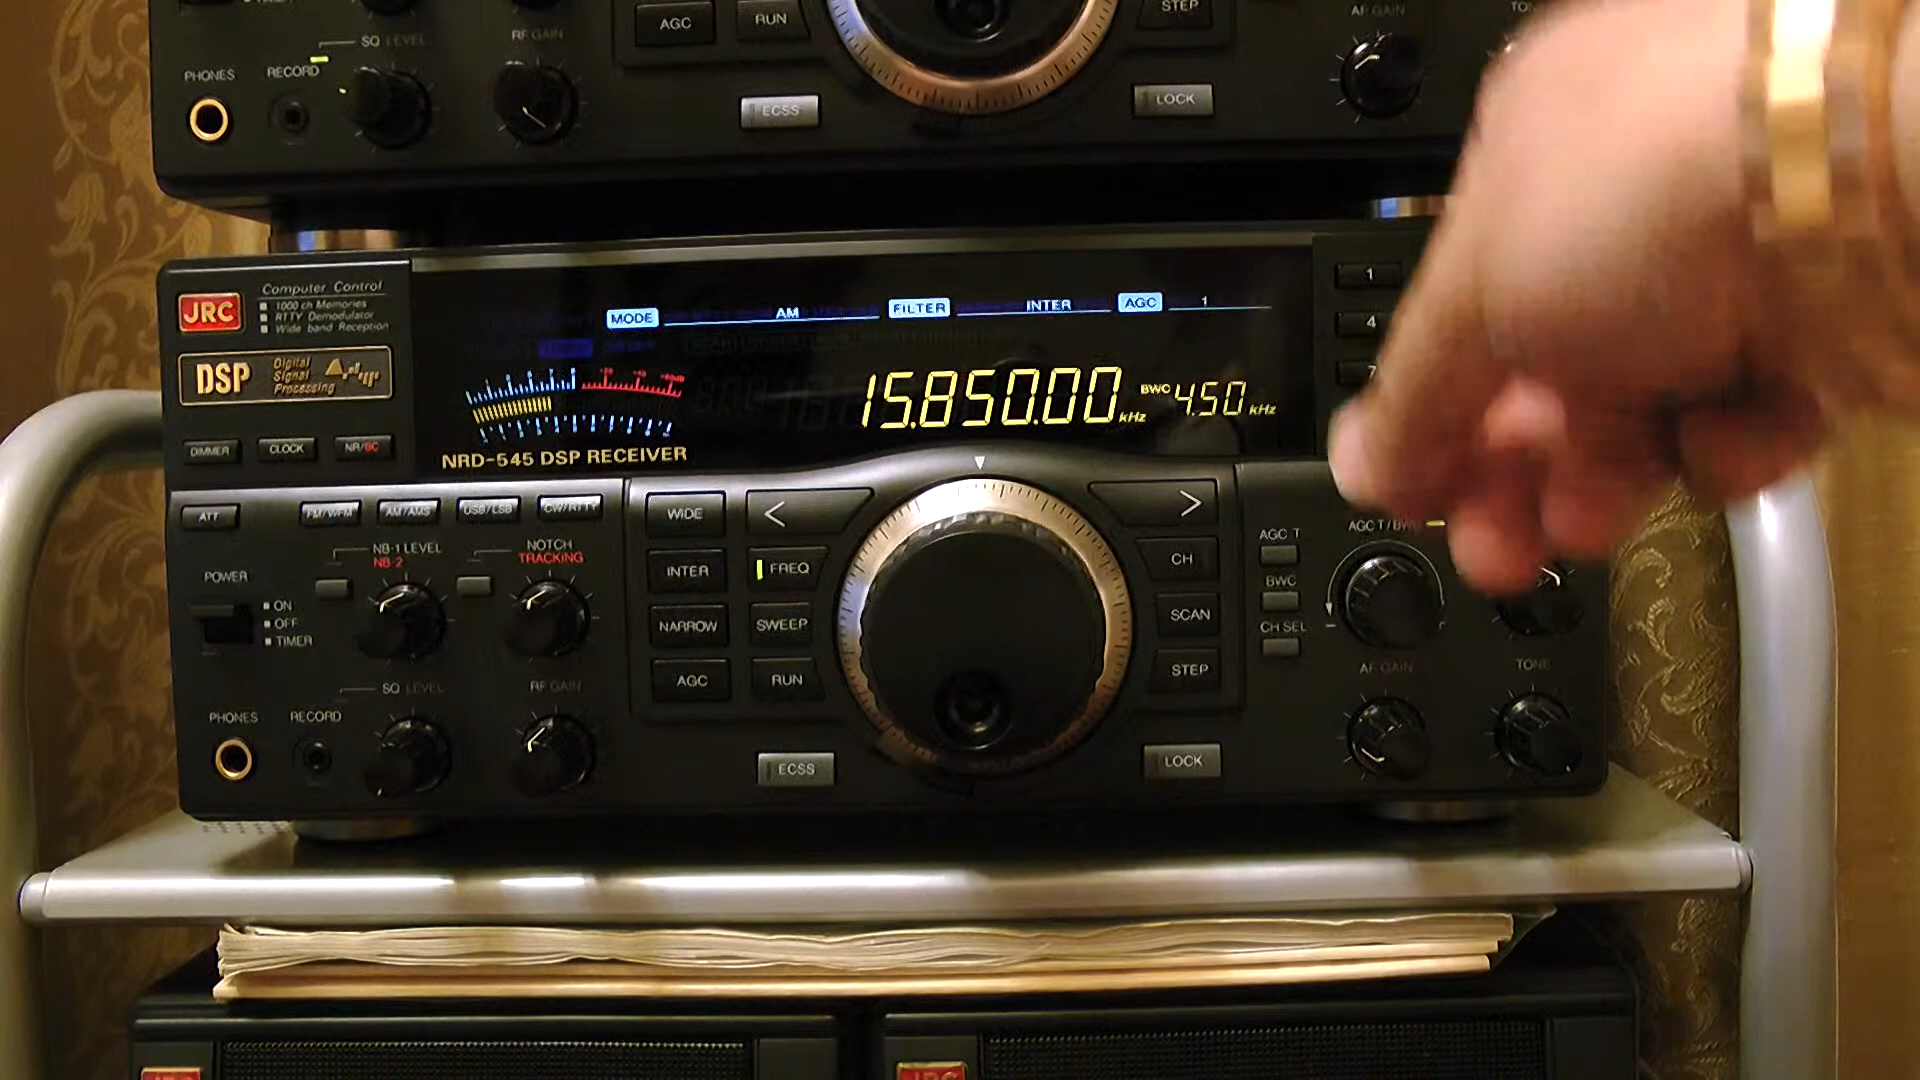 AGC
RUN
STEP
AF GAIN
SQ LEVEL
RF GAIN
PHONES
RECORD
ECSS
LOCK
JRC
Computer Control
1000 ch Memories
RTTY Demodulator
Wide band Reception
DSP
Digital
Signal
Processing
DIMMER
CLOCK
NR/BC
MODE
AM
FILTER
INTER
AGC
1
15.850.00 kHz
BWC 4.50 kHz
NRD-545 DSP RECEIVER
1
4
7
ATT
FM/WFM
AM/AMS
USB/LSB
CW/RTTY
WIDE
<
>
NB-1 LEVEL
NB-2
NOTCH
TRACKING
INTER
FREQ
CH
AGC T
AGC T/BWC
POWER
ON
OFF
TIMER
NARROW
SWEEP
SCAN
BWC
CH SEL
AGC
RUN
STEP
AF GAIN
TONE
SQ LEVEL
RF GAIN
PHONES
RECORD
ECSS
LOCK
JRC
JRC